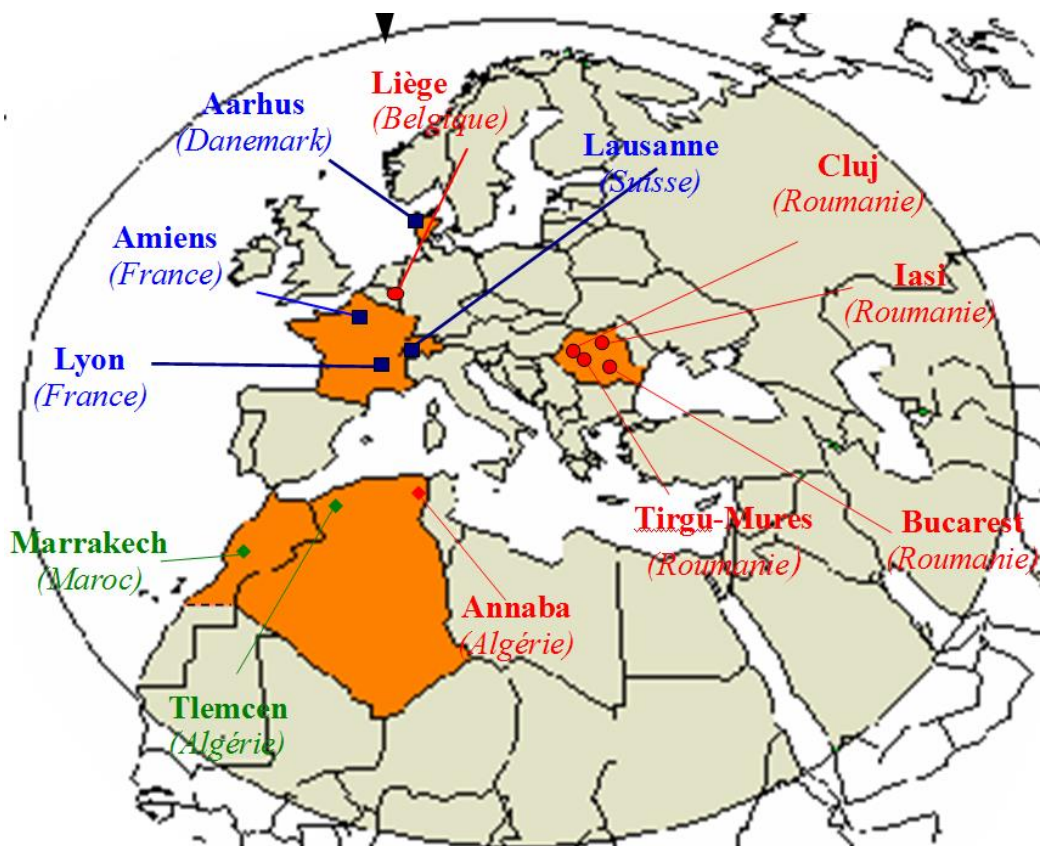 Liège
(Belgique)
Aarhus
(Danemark)
Lausanne
(Suisse)
Cluj
(Roumanie)
Amiens
(France)
Iasi
(Roumanie)
Lyon
(France)
Tirgu-Mures
(Roumanie)
Bucarest
(Roumanie)
Marrakech
(Maroc)
Annaba
(Algérie)
Tlemcen
(Algérie)